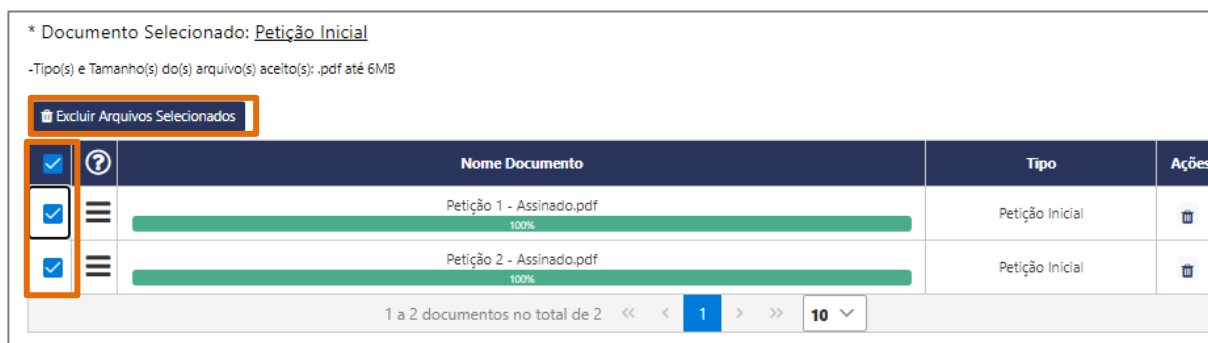 * Documento Selecionado: Petição Inicial
-Tipo(s) e Tamanho(s) do(s) arquivo(s) aceito(s): .pdf até 6MB
Excluir Arquivos Selecionados
Nome Documento Tipo Ações
Petição 1 - Assinado.pdf
100%
Petição Inicial
Petição 2 - Assinado.pdf
100%
Petição Inicial
1 a 2 documentos no total de 2 << < 1 > >> 10